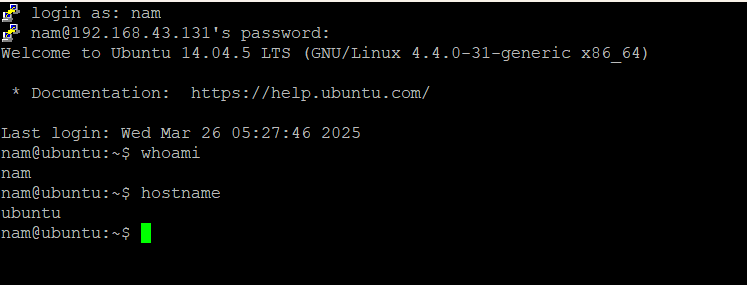 login as: nam
nam@192.168.43.131's password:
Welcome to Ubuntu 14.04.5 LTS (GNU/Linux 4.4.0-31-generic x86_64)
* Documentation:  https://help.ubuntu.com/
Last login: Wed Mar 26 05:27:46 2025
nam@ubuntu:~$ whoami
nam
nam@ubuntu:~$ hostname
ubuntu
nam@ubuntu:~$